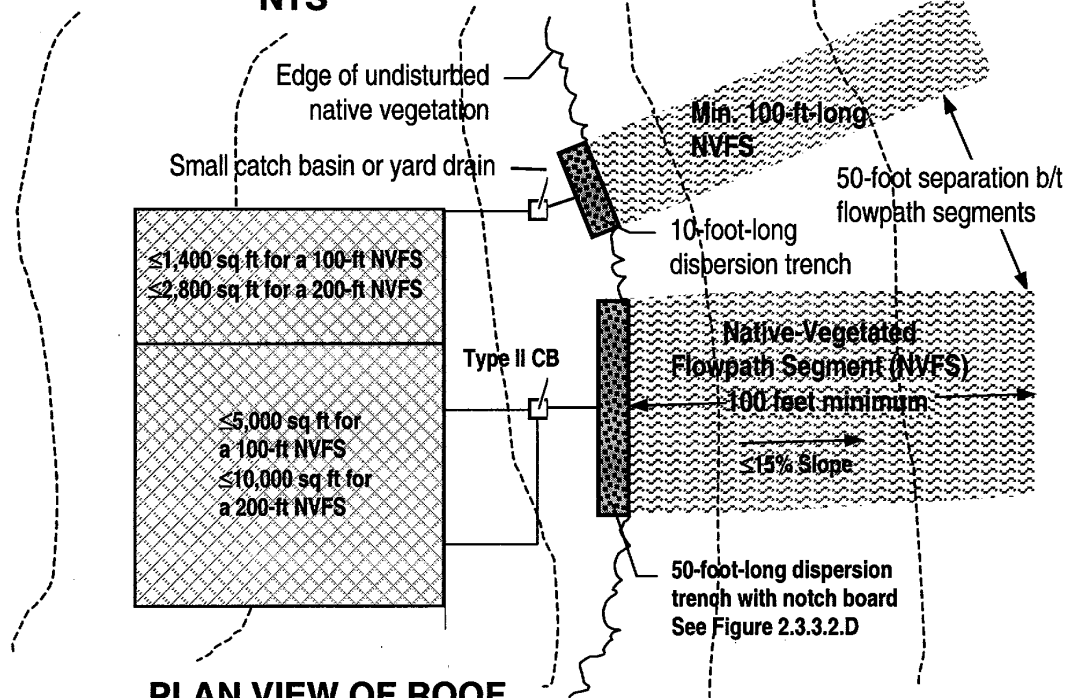 NTS
Edge of undisturbed
native vegetation
Min. 100-ft-long
NVFS
Small catch basin or yard drain
50-foot separation b/t
flowpath segments
10-foot-long
dispersion trench
≤1,400 sq ft for a 100-ft NVFS
≤2,800 sq ft for a 200-ft NVFS
Native-Vegetated
Flowpath Segment (NVFS)
100 feet minimum
≤15% Slope
Type II CB
≤5,000 sq ft for
a 100-ft NVFS
≤10,000 sq ft for
a 200-ft NVFS
50-foot-long dispersion
trench with notch board
See Figure 2.3.3.2.D
PLAN VIEW OF ROOF